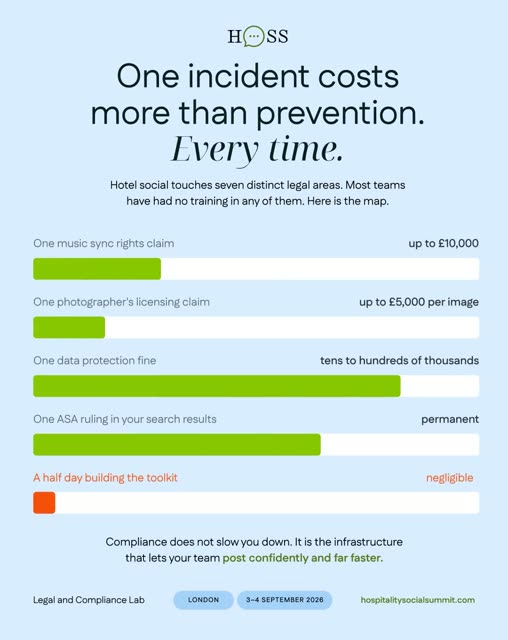 HOSS
One incident costs
more than prevention.
Every time.
Hotel social touches seven distinct legal areas. Most teams
have had no training in any of them. Here is the map.
One music sync rights claim up to £10,000
One photographer's licensing claim up to £5,000 per image
One data protection fine tens to hundreds of thousands
One ASA ruling in your search results permanent
A half day building the toolkit negligible
Compliance does not slow you down. It is the infrastructure
that lets your team post confidently and far faster.
Legal and Compliance Lab LONDON 3–4 SEPTEMBER 2026 hospitalitysocialsummit.com